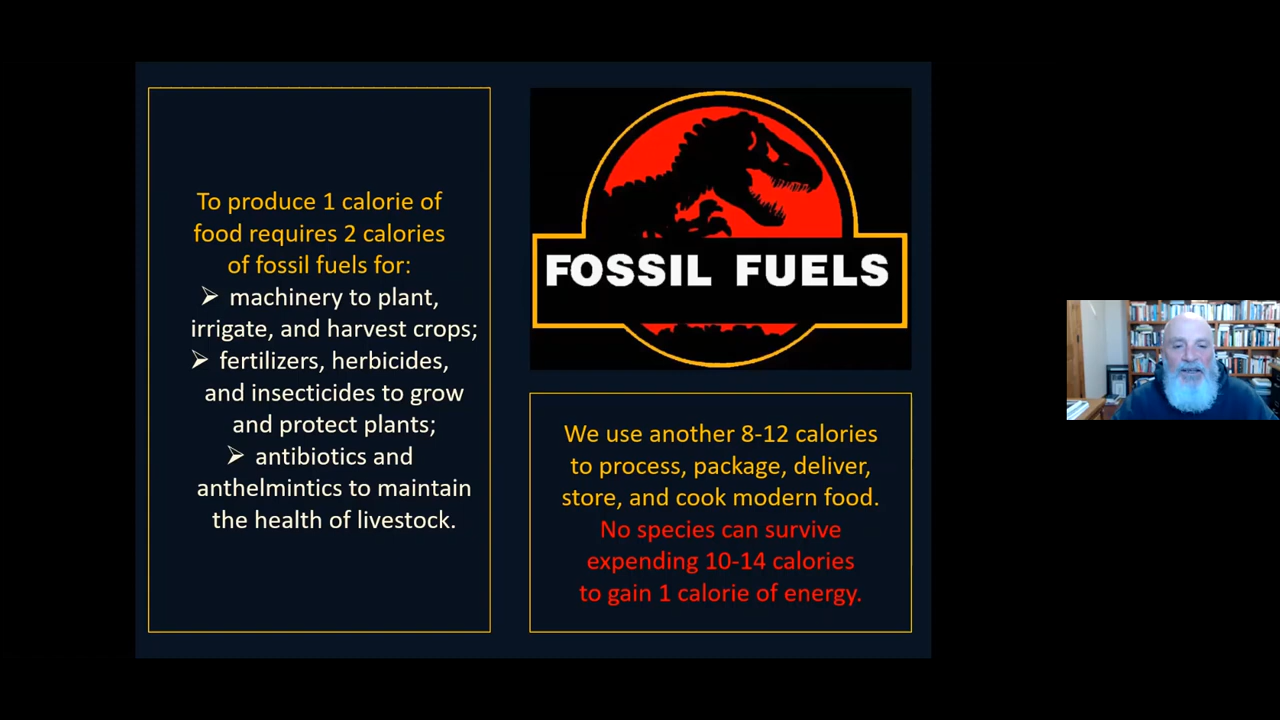 To produce 1 calorie of
food requires 2 calories
of fossil fuels for:
➢ machinery to plant,
irrigate, and harvest crops;
➢ fertilizers, herbicides,
and insecticides to grow
and protect plants;
➢ antibiotics and
anthelmintics to maintain
the health of livestock.
FOSSIL FUELS
We use another 8-12 calories
to process, package, deliver,
store, and cook modern food.
No species can survive
expending 10-14 calories
to gain 1 calorie of energy.